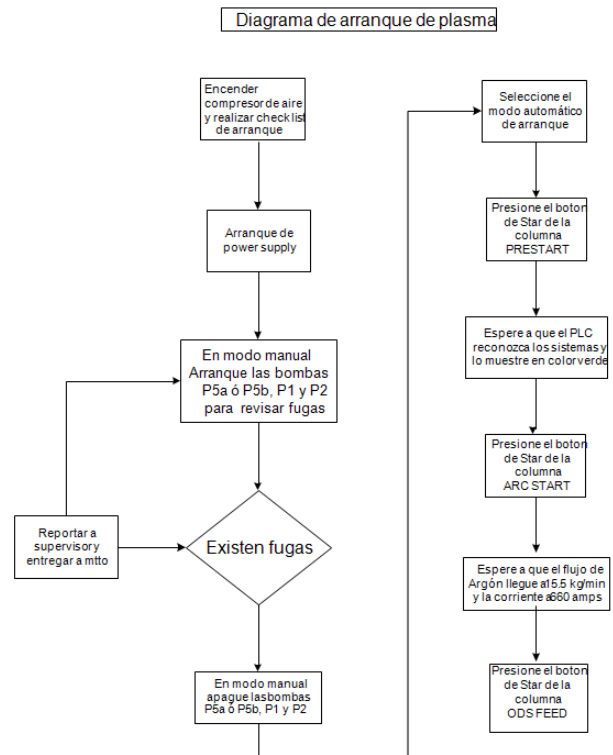 Diagrama de arranque de plasma
Encender
compresor de aire
y realizar check list
de arranque
Arranque de
power supply
En modo manual
Arranque las bombas
P5a ó P5b, P1 y P2
para revisar fugas
Reportar a
supervisor y
entregar a mtto
Existen fugas
En modo manual
apague las bombas
P5a ó P5b, P1 y P2
Seleccione el
modo automático
de arranque
Presione el boton
de Star de la
columna
PRESTART
Espere a que el PLC
reconozca los sistemas y
lo muestre en color verde
Presione el boton
de Star de la
columna
ARC START
Espere a que el flujo de
Argón llegue a 15.5 kg/min
y la corriente a 660 amps
Presione el boton
de Star de la
columna
ODS FEED